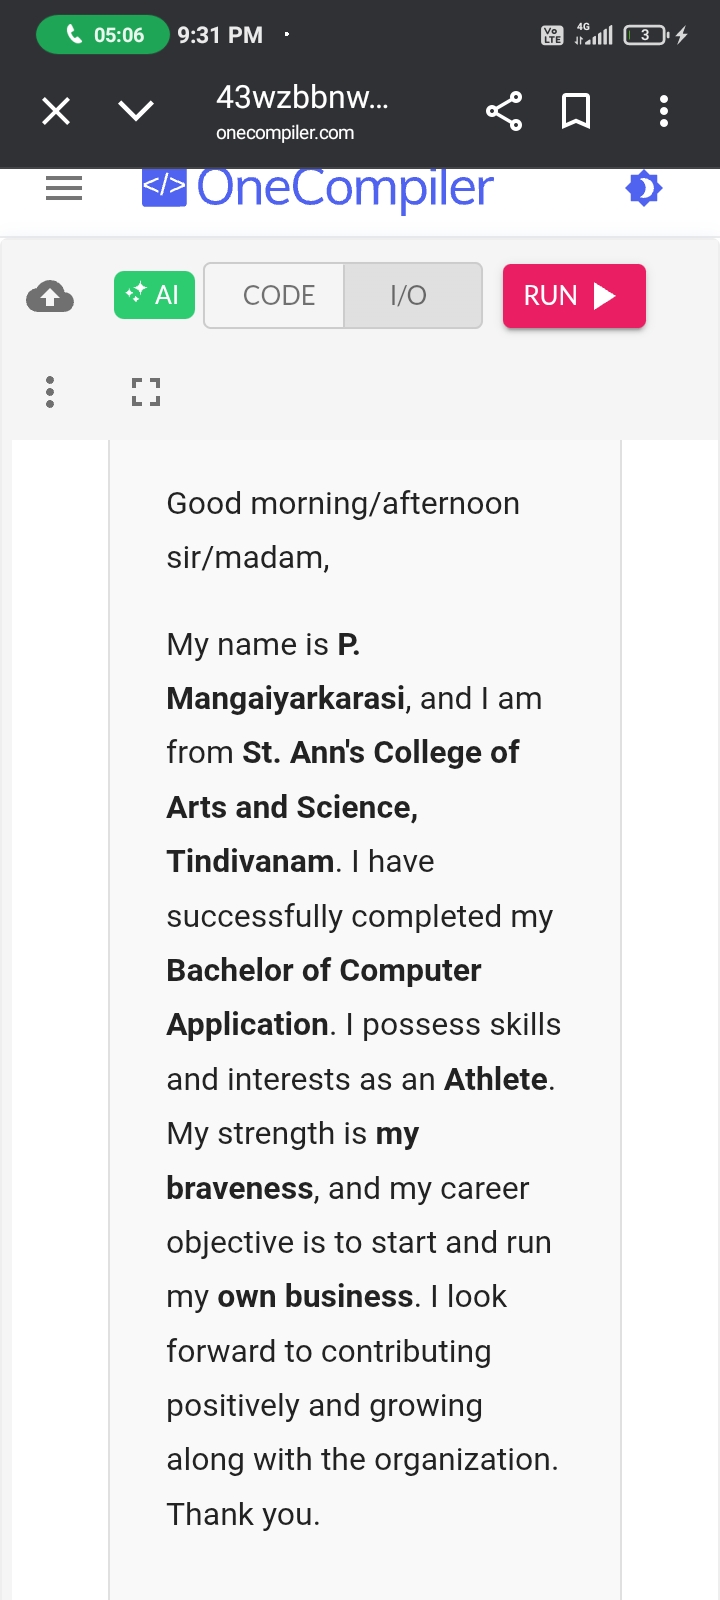 05:06 9:31 PM
Vo LTE 4G 3
43wzbbnw...
onecompiler.com
</> OneCompiler
AI CODE I/O RUN
Good morning/afternoon
sir/madam,
My name is P.
Mangaiyarkarasi, and I am
from St. Ann's College of
Arts and Science,
Tindivanam. I have
successfully completed my
Bachelor of Computer
Application. I possess skills
and interests as an Athlete.
My strength is my
braveness, and my career
objective is to start and run
my own business. I look
forward to contributing
positively and growing
along with the organization.
Thank you.